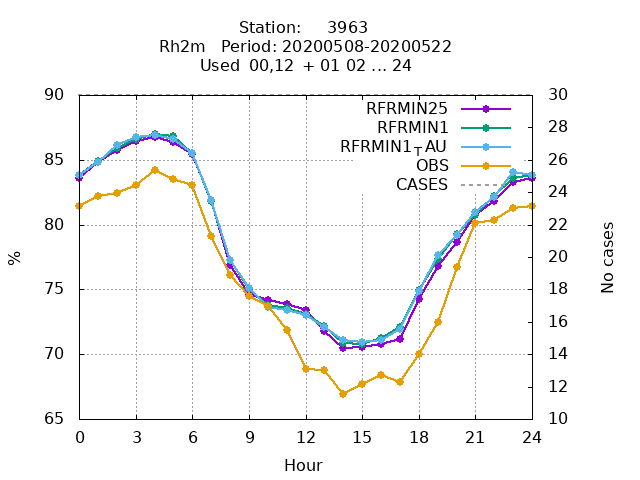 Station: 3963
Rh2m Period: 20200508-20200522
Used 00,12 + 01 02 ... 24
90 30
RFRMIN25
RFRMIN1 28
RFRMIN1TAU
85 OBS 26
CASES 24
80 22
% No cases
20
75 18
16
70 14
12
65 10
0 3 6 9 12 15 18 21 24
Hour